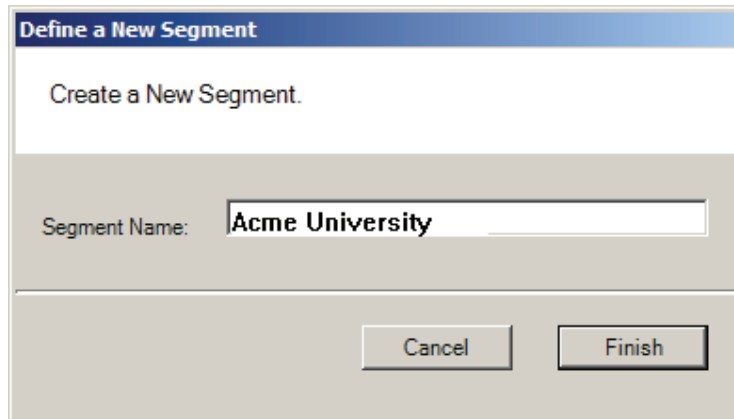 Define a New Segment
Create a New Segment.
Segment Name: Acme University
Cancel Finish